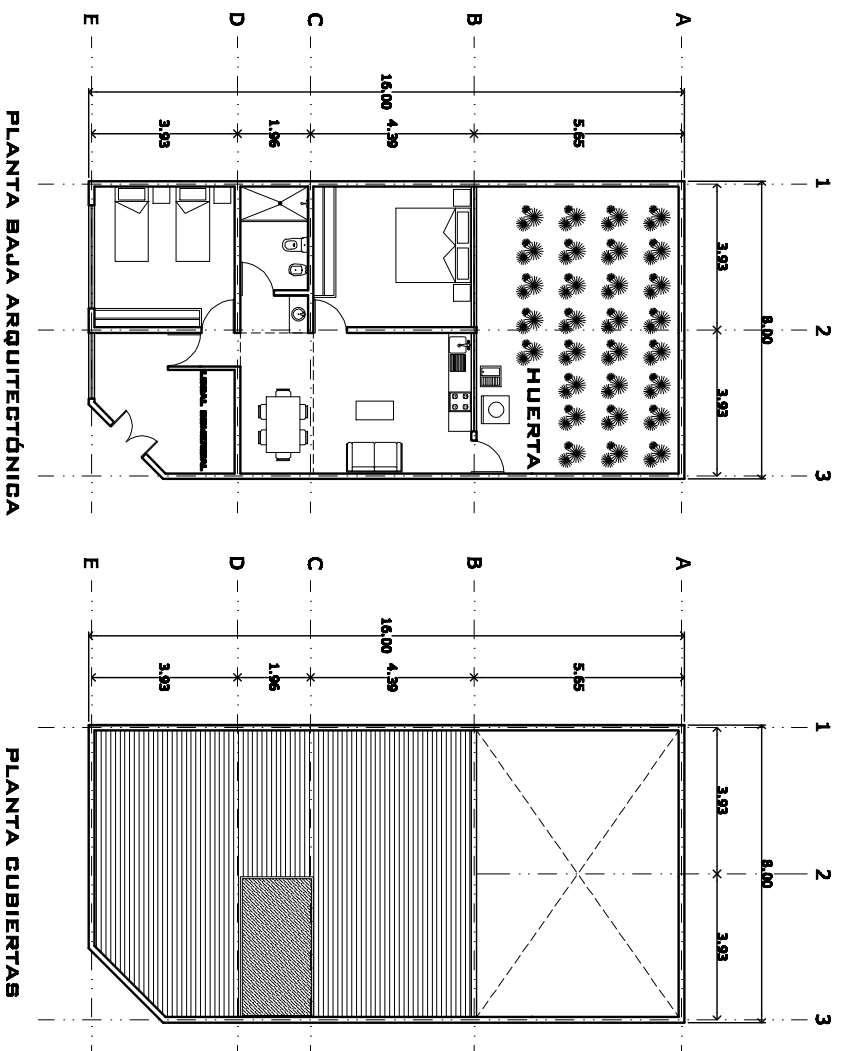 1
2
3
8.00
3.93
3.93
A
B
C
D
E
16.00
5.65
4.39
1.96
3.93
HUERTA
LOCAL COMERCIAL
PLANTA BAJA ARQUITECTÓNICA
1
2
3
8.00
3.93
3.93
A
B
C
D
E
16.00
5.65
4.39
1.96
3.93
PLANTA CUBIERTAS